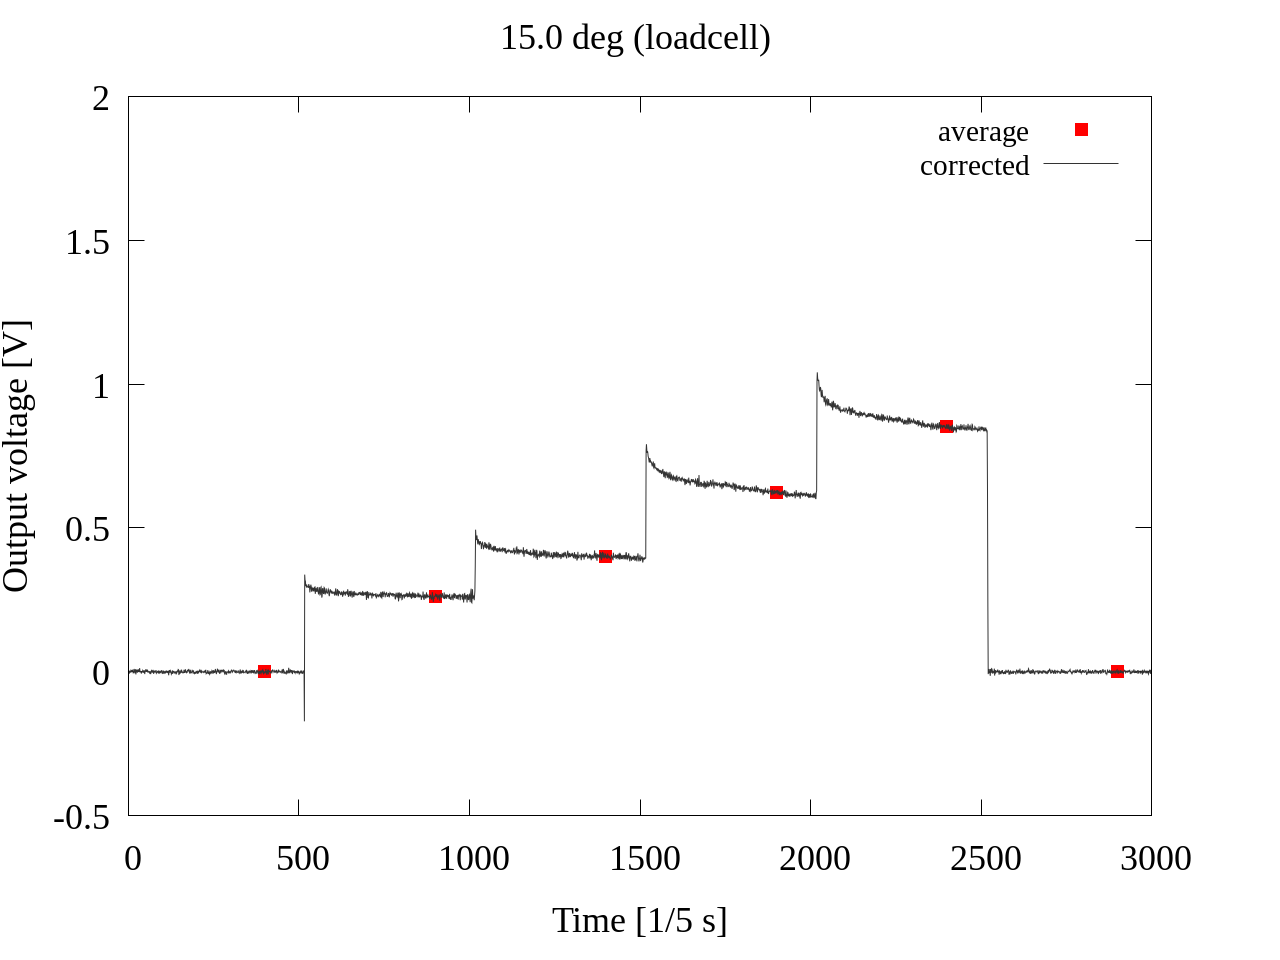 15.0 deg (loadcell)
average
corrected
2
1.5
1
0.5
0
-0.5
Output voltage [V]
0 500 1000 1500 2000 2500 3000
Time [1/5 s]